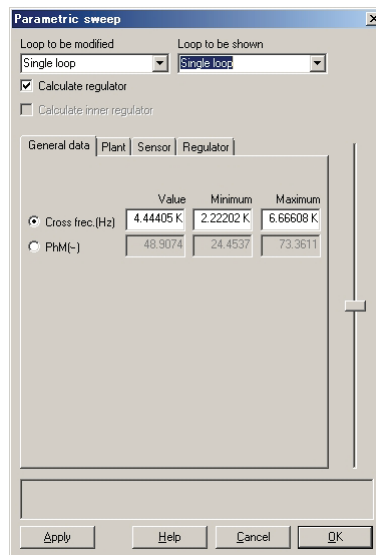 Parametric sweep
Loop to be modified Loop to be shown
Single loop Single loop
Calculate regulator
Calculate inner regulator
General data Plant Sensor Regulator
Value Minimum Maximum
Cross frec.(Hz) 4.44405 K 2.22202 K 6.66608 K
PhM(~) 48.9074 24.4537 73.3611
Apply Help Cancel OK